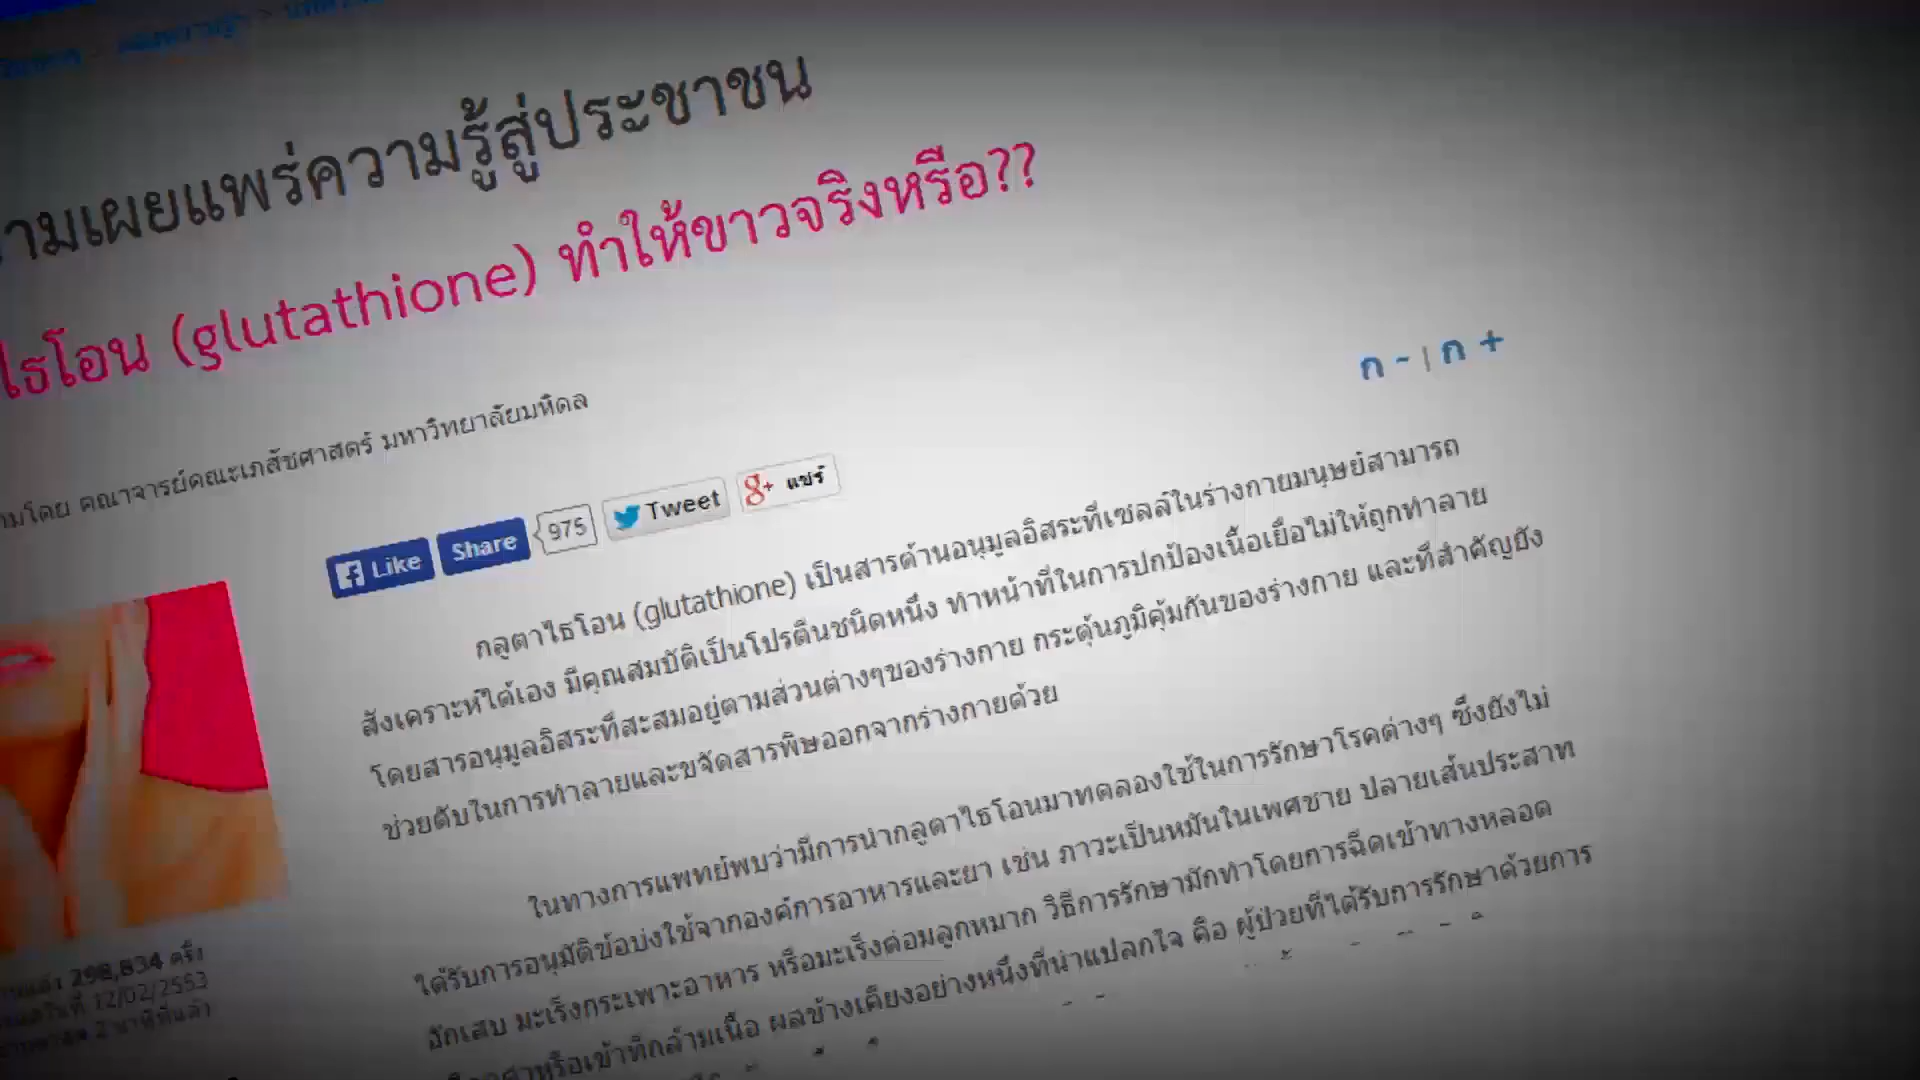 ามเผยแพร่ความรู้สู่ประชาชน
ไธโอน (glutathione) ทำให้ขาวจริงหรือ??
ก - | ก +
ามโดย คณาจารย์คณะเภสัชศาสตร์ มหาวิทยาลัยมหิดล
Like Share 975 Tweet g+ แชร์
กลูตาไธโอน (glutathione) เป็นสารต้านอนุมูลอิสระที่เซลล์ในร่างกายมนุษย์สามารถ
สังเคราะห์ได้เอง มีคุณสมบัติเป็นโปรตีนชนิดหนึ่ง ทำหน้าที่ในการปกป้องเนื้อเยื่อไม่ให้ถูกทำลาย
โดยสารอนุมูลอิสระที่สะสมอยู่ตามส่วนต่างๆของร่างกาย กระตุ้นภูมิคุ้มกันของร่างกาย และที่สำคัญยัง
ช่วยตับในการทำลายและขจัดสารพิษออกจากร่างกายด้วย
ในทางการแพทย์พบว่ามีการนำกลูตาไธโอนมาทดลองใช้ในการรักษาโรคต่างๆ ซึ่งยังไม่
ได้รับการอนุมัติข้อบ่งใช้จากองค์การอาหารและยา เช่น ภาวะเป็นหมันในเพศชาย ปลายเส้นประสาท
อักเสบ มะเร็งกระเพาะอาหาร หรือมะเร็งต่อมลูกหมาก วิธีการรักษามักทำโดยการฉีดเข้าทางหลอด
หรือเข้าที่กล้ามเนื้อ ผลข้างเคียงอย่างหนึ่งที่น่าแปลกใจ คือ ผู้ป่วยที่ได้รับการรักษาด้วยการ
298,834 ครั้ง
12/02/2553
2 นาทีที่แล้ว